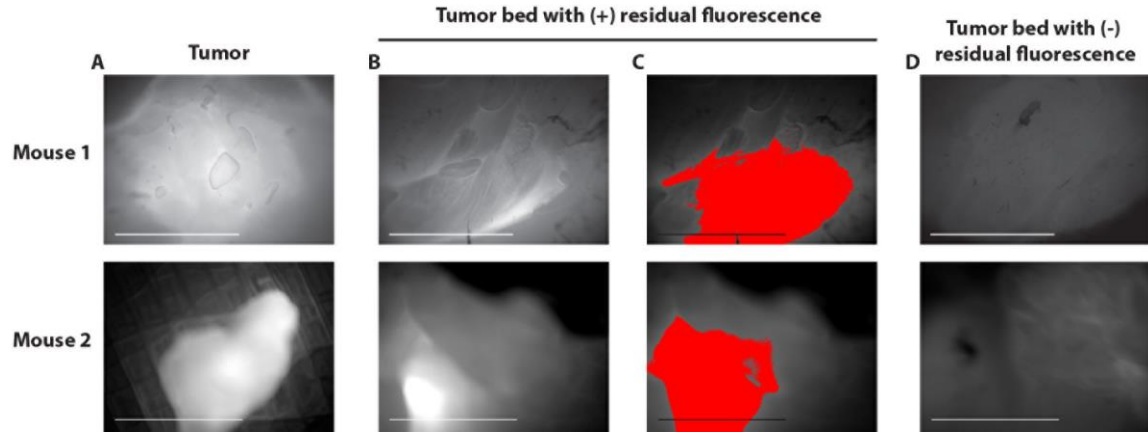 Tumor bed with (+) residual fluorescence
A
Tumor
B
C
D
Tumor bed with (-)
residual fluorescence
Mouse 1
Mouse 2